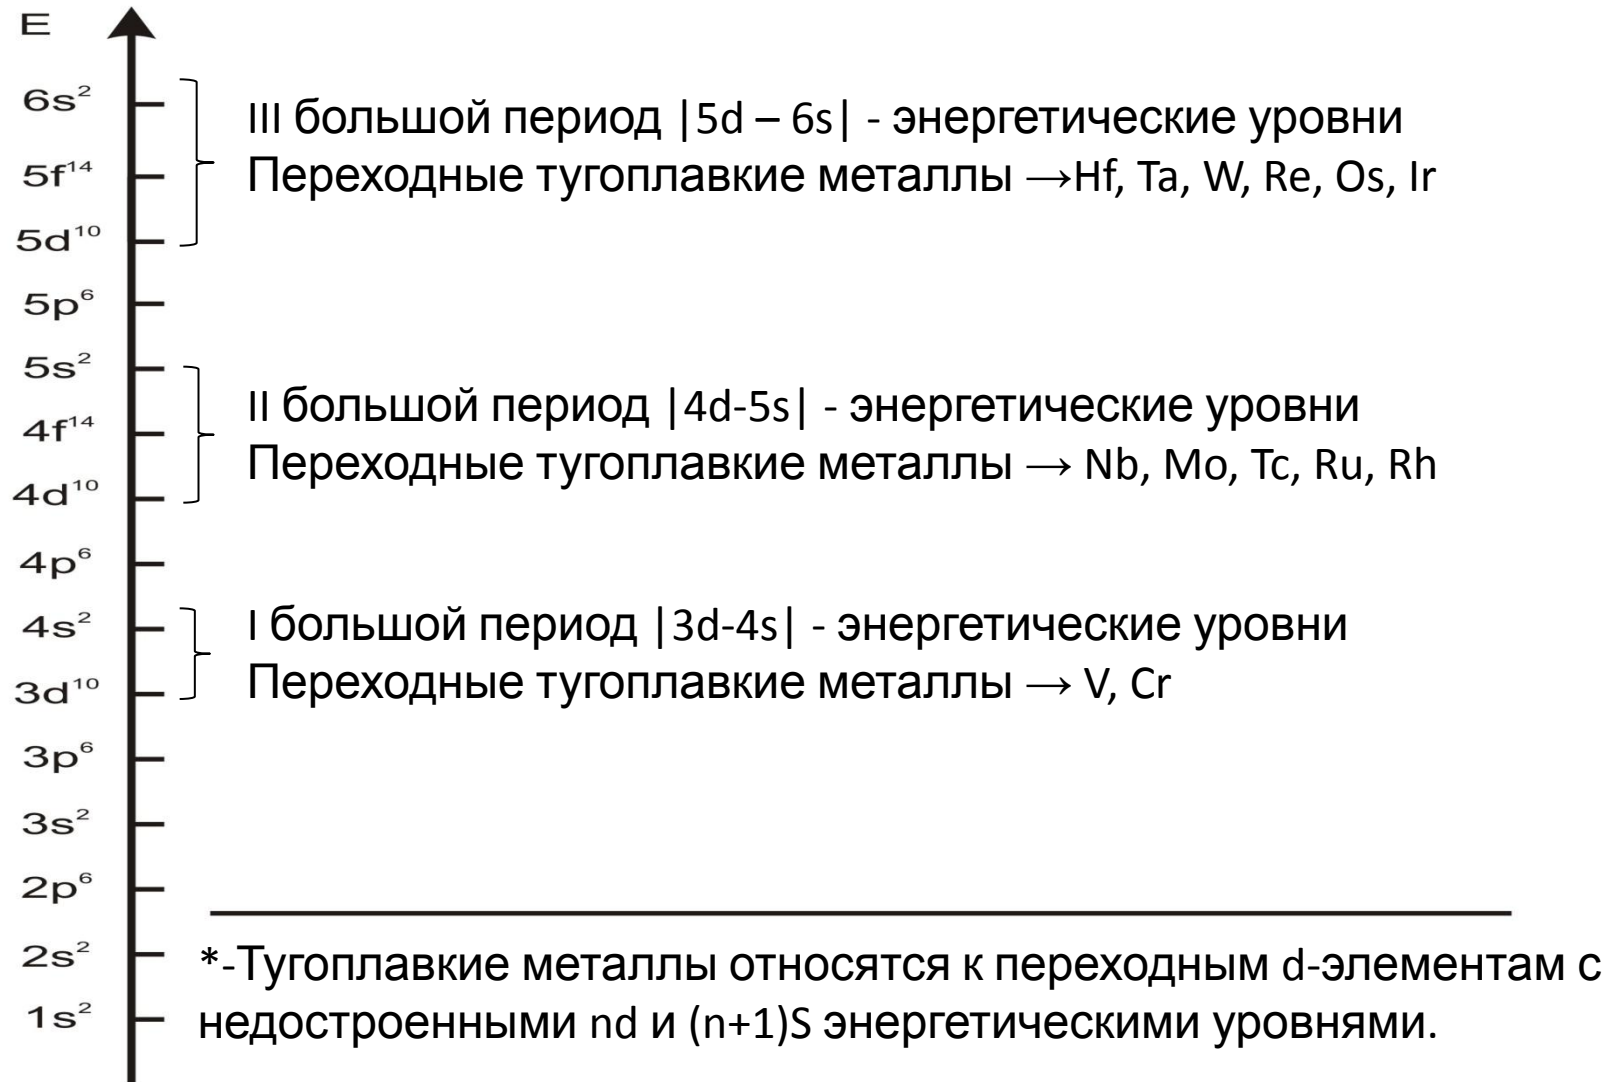 E
6s²
III большой период |5d – 6s| - энергетические уровни
5f¹⁴
Переходные тугоплавкие металлы →Hf, Ta, W, Re, Os, Ir
5d¹⁰
5p⁶
5s²
II большой период |4d-5s| - энергетические уровни
4f¹⁴
Переходные тугоплавкие металлы → Nb, Mo, Tc, Ru, Rh
4d¹⁰
4p⁶
4s²
I большой период |3d-4s| - энергетические уровни
3d¹⁰
Переходные тугоплавкие металлы → V, Cr
3p⁶
3s²
2p⁶
2s²
*-Тугоплавкие металлы относятся к переходным d-элементам с
1s²
недостроенными nd и (n+1)S энергетическими уровнями.